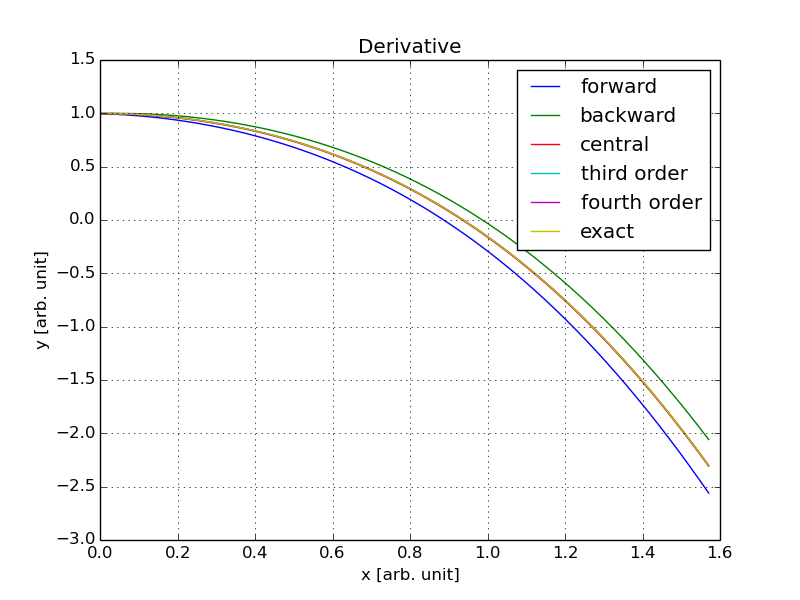 Derivative
1.5
1.0
0.5
0.0
−0.5
−1.0
−1.5
−2.0
−2.5
−3.0
y [arb. unit]
forward
backward
central
third order
fourth order
exact
0.0 0.2 0.4 0.6 0.8 1.0 1.2 1.4 1.6
x [arb. unit]